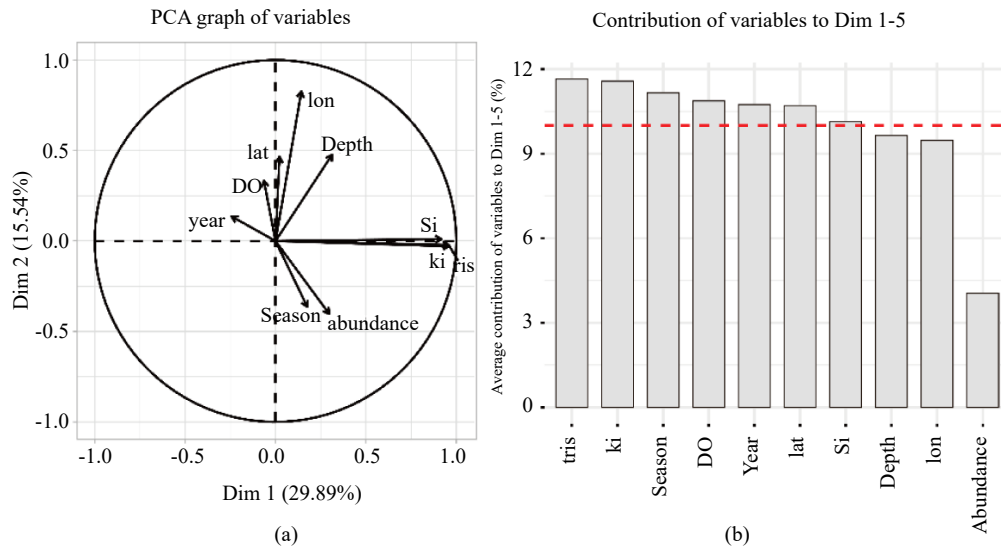 PCA graph of variables
1.0
0.5
0.0
-0.5
-1.0
Dim 2 (15.54%)
lon
lat
Depth
DO
year
Si
ki
ris
Season
abundance
-1.0
-0.5
0.0
0.5
1.0
Dim 1 (29.89%)
(a)
Contribution of variables to Dim 1-5
Average contribution of variables to Dim 1-5 (%)
12
9
6
3
0
tris
ki
Season
DO
Year
lat
Si
Depth
lon
Abundance
(b)